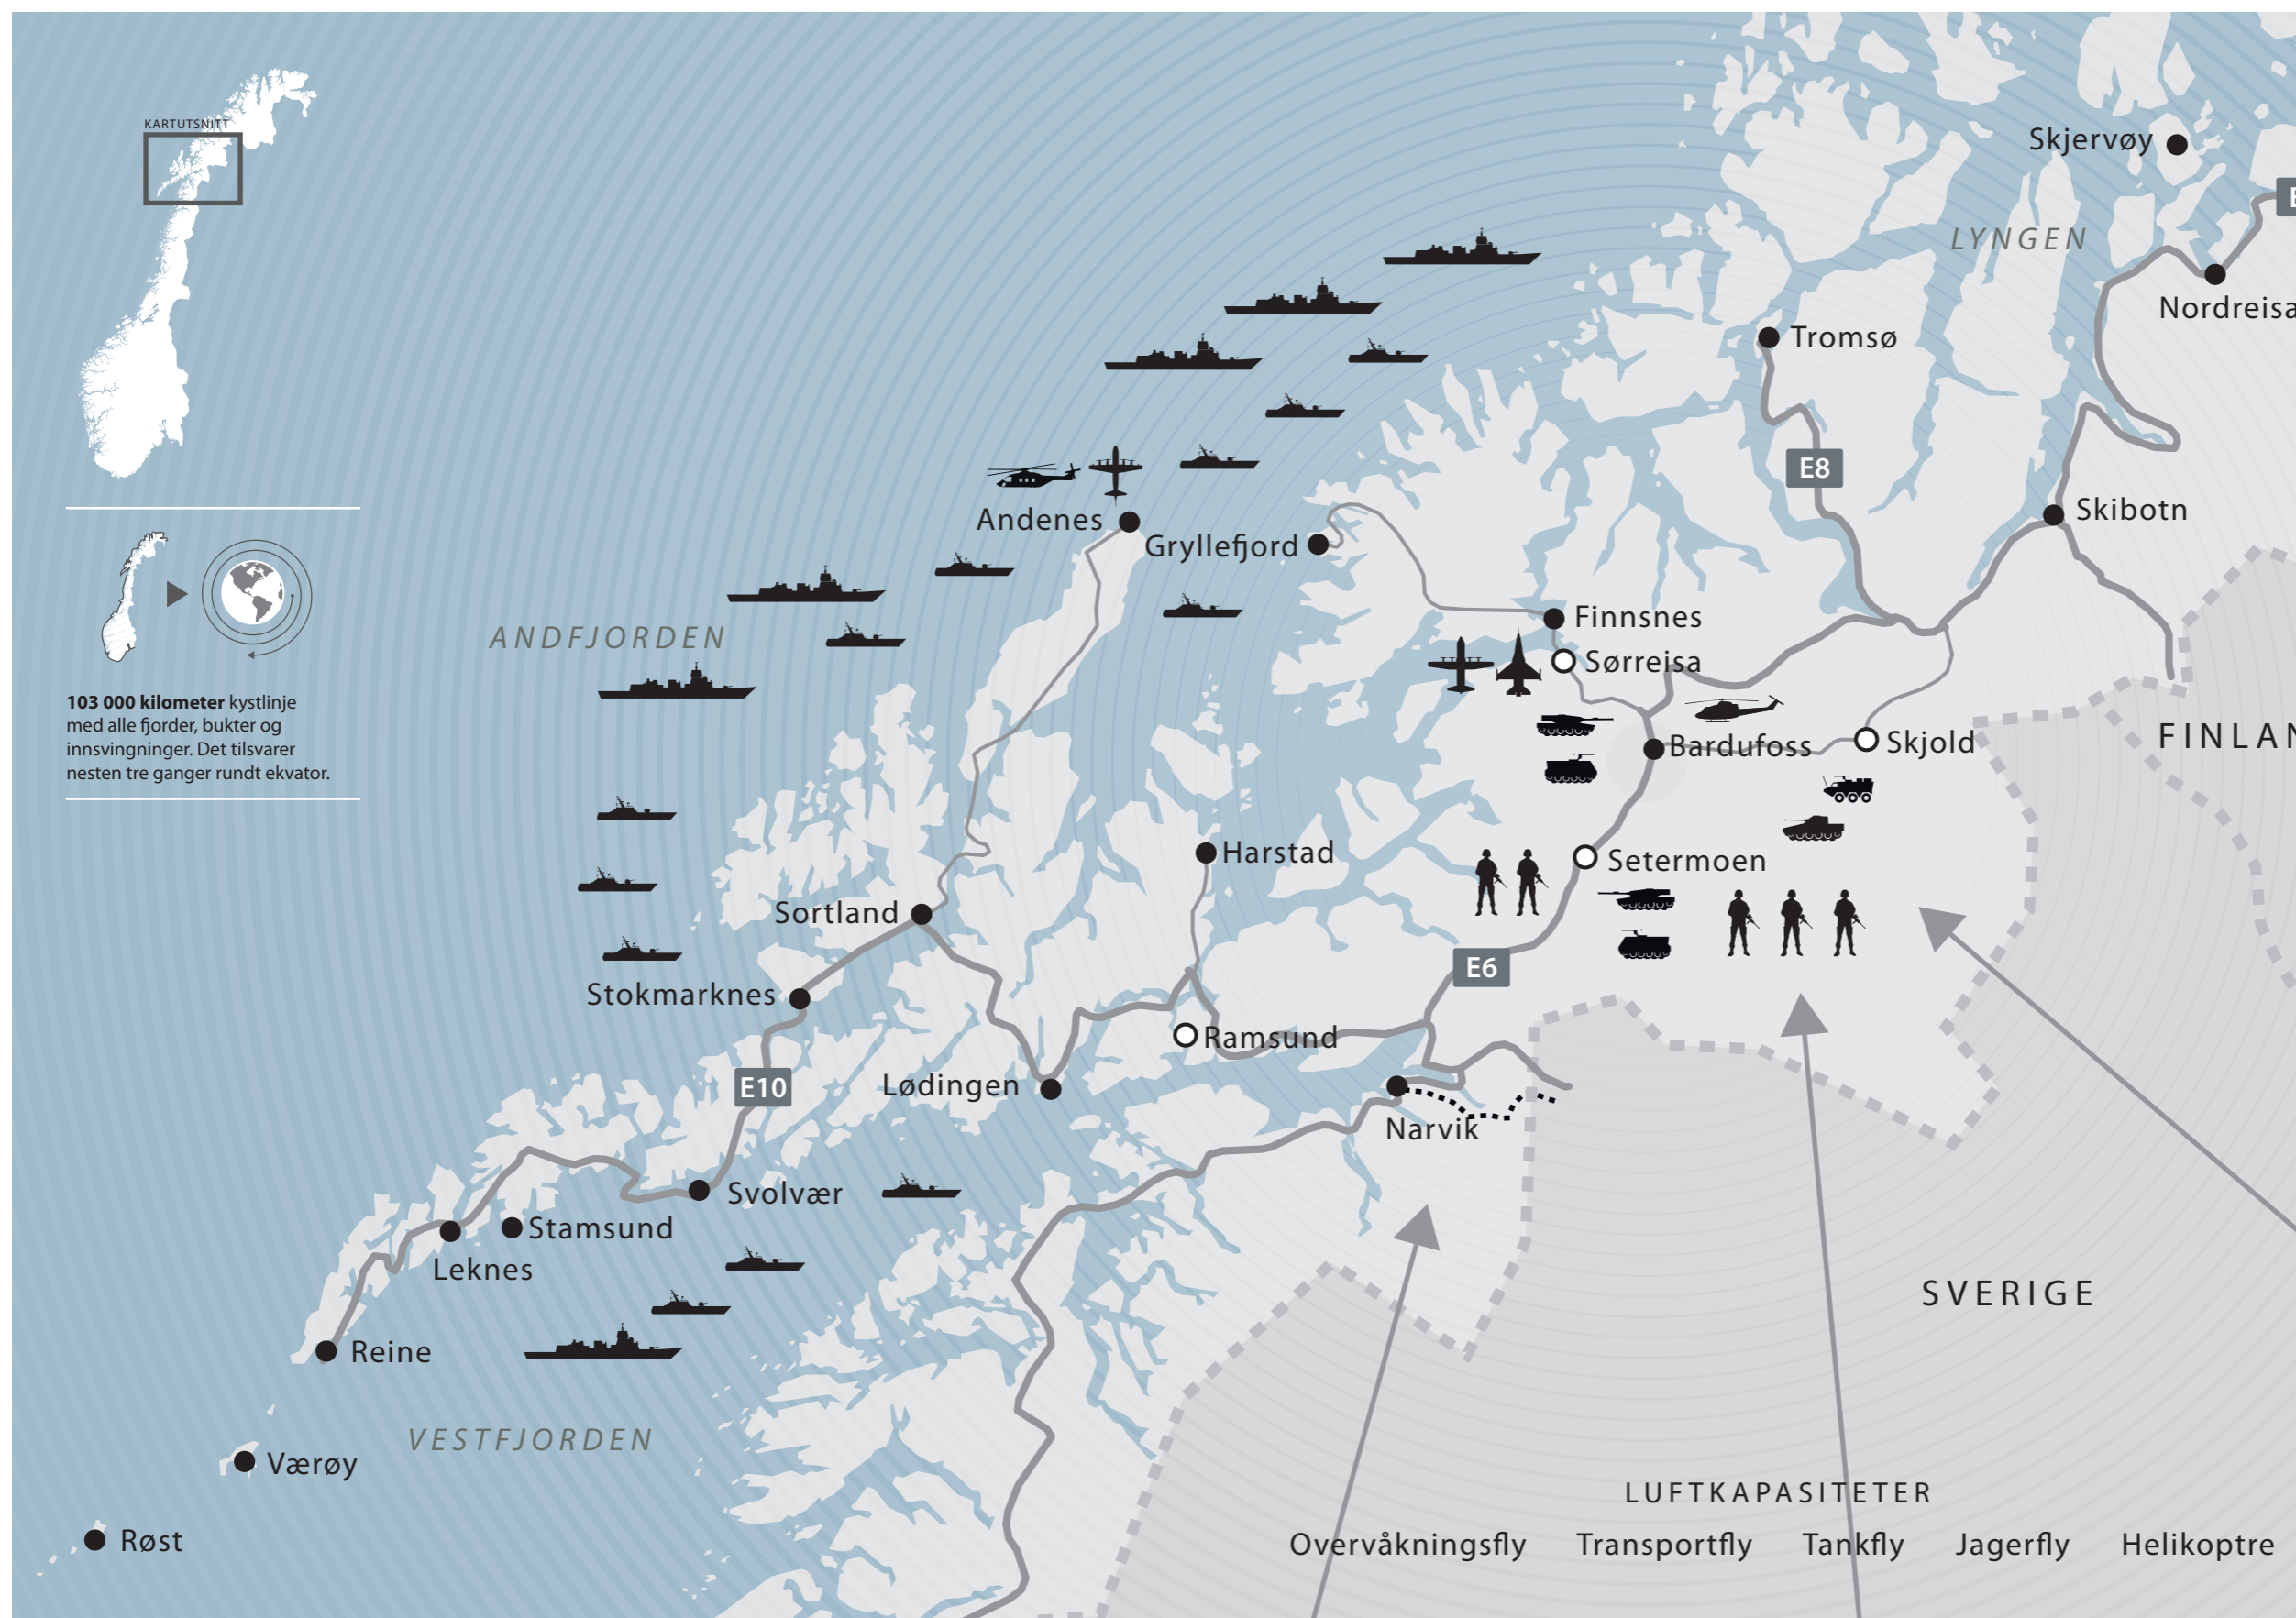 KARTUTSNITT
103 000 kilometer kystlinje
med alle fjorder, bukter og
innsvingninger. Det tilsvarer
nesten tre ganger rundt ekvator.
Skjervøy
LYNGEN
Nordreisa
Tromsø
E8
Skibotn
Andenes
Gryllefjord
Finnsnes
Sørreisa
ANDFJORDEN
FINLAN
Bardufoss
Skjold
Harstad
Setermoen
Sortland
E6
Stokmarknes
Ramsund
Lødingen
E10
Narvik
Svolvær
Stamsund
Leknes
SVERIGE
Reine
VESTFJORDEN
Værøy
Røst
LUFTKAPASITETER
Overvåkningsfly Transportfly Tankfly Jagerfly Helikoptre